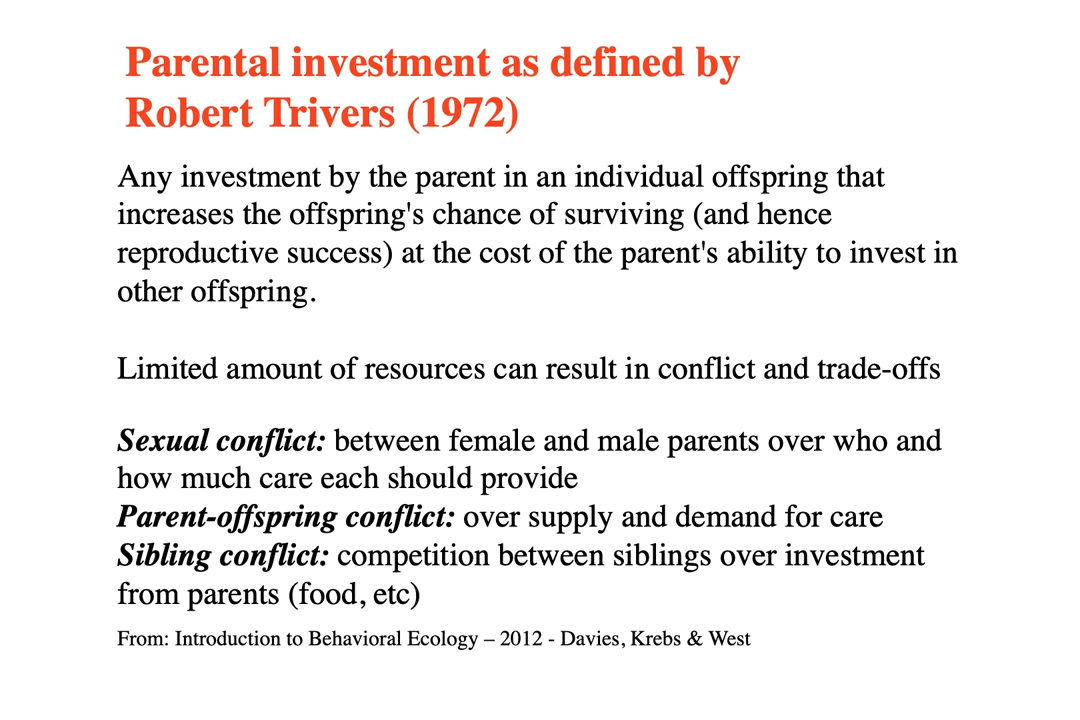 Parental investment as defined by
Robert Trivers (1972)
Any investment by the parent in an individual offspring that
increases the offspring's chance of surviving (and hence
reproductive success) at the cost of the parent's ability to invest in
other offspring.
Limited amount of resources can result in conflict and trade-offs
Sexual conflict: between female and male parents over who and
how much care each should provide
Parent-offspring conflict: over supply and demand for care
Sibling conflict: competition between siblings over investment
from parents (food, etc)
From: Introduction to Behavioral Ecology – 2012 - Davies, Krebs & West